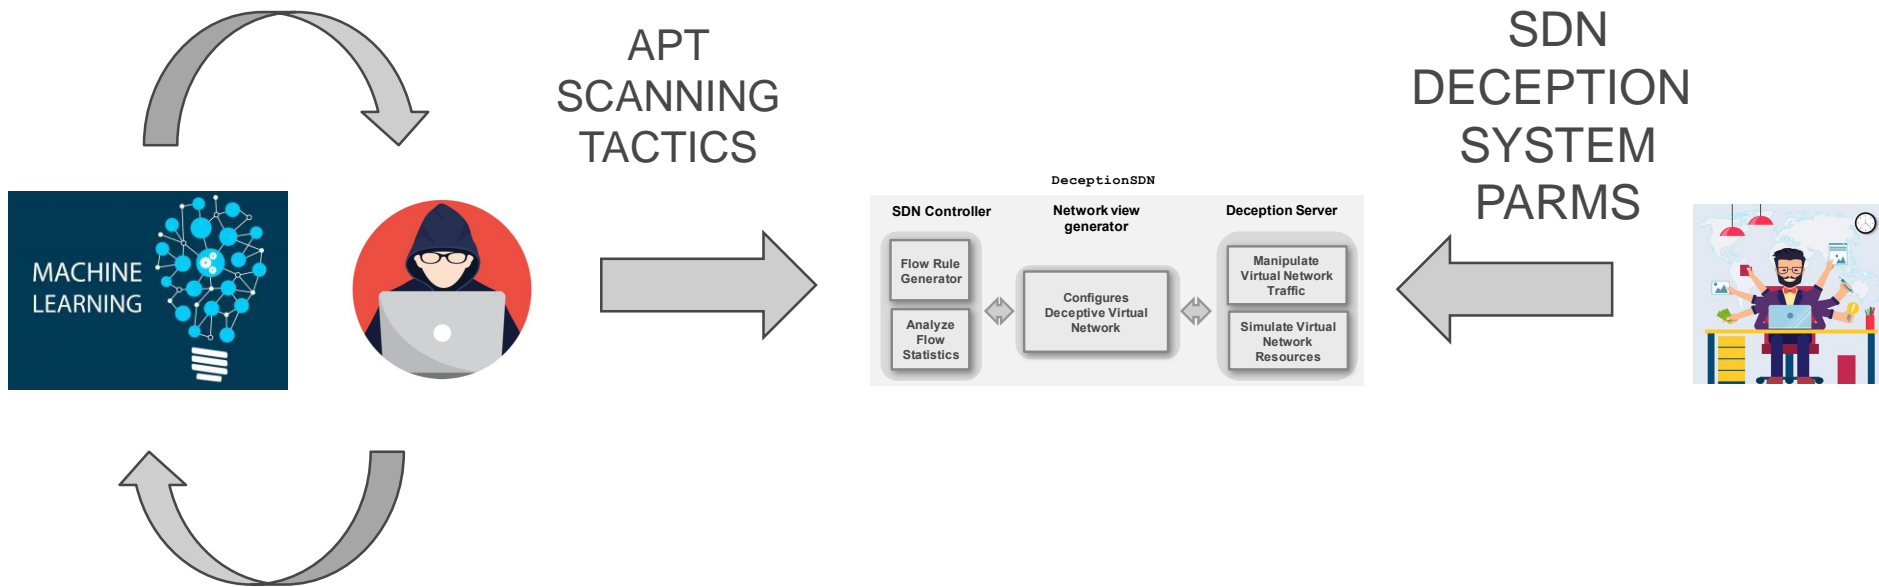 APT
SCANNING
TACTICS
SDN
DECEPTION
SYSTEM
PARMS
MACHINE
LEARNING
DeceptionSDN
SDN Controller
Network view
generator
Deception Server
Flow Rule
Generator
Analyze
Flow
Statistics
Configures
Deceptive Virtual
Network
Manipulate
Virtual Network
Traffic
Simulate Virtual
Network
Resources